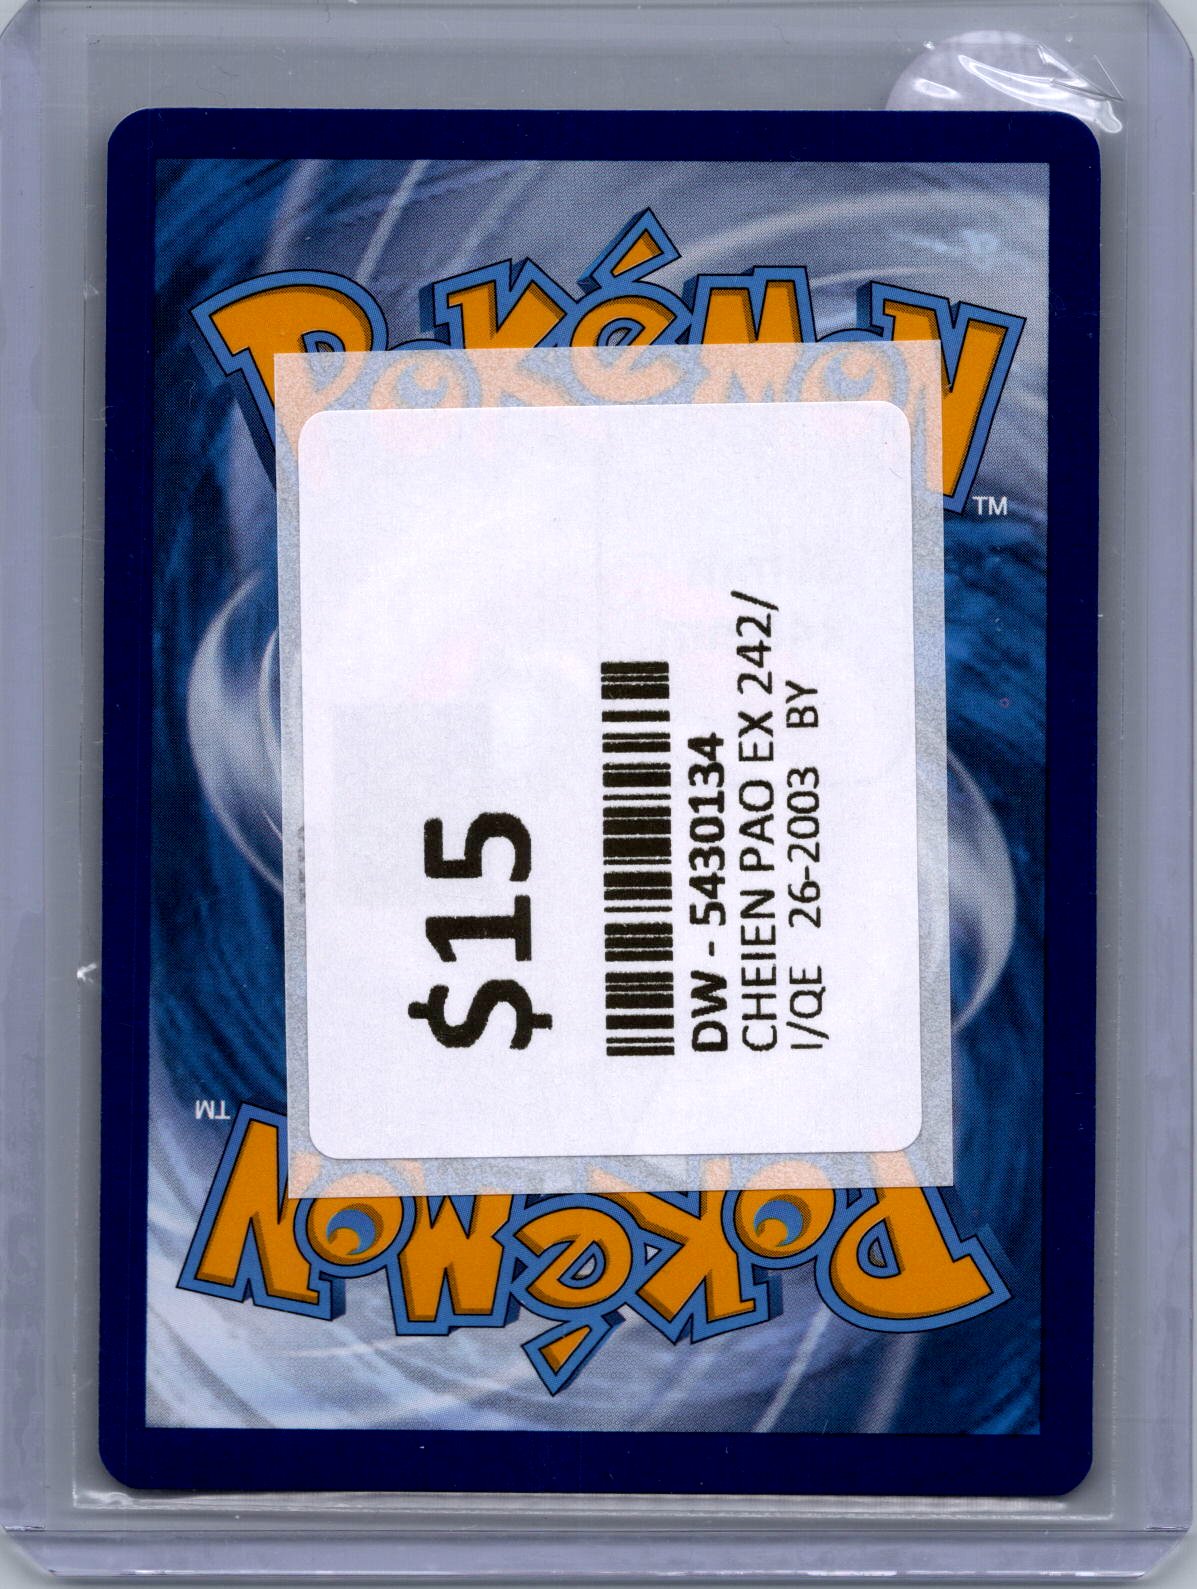 Pokémon
TM
$15
DW - 5430134
CHEIEN PAO EX 242/
I/QE 26-2003 BY
TM
Pokémon